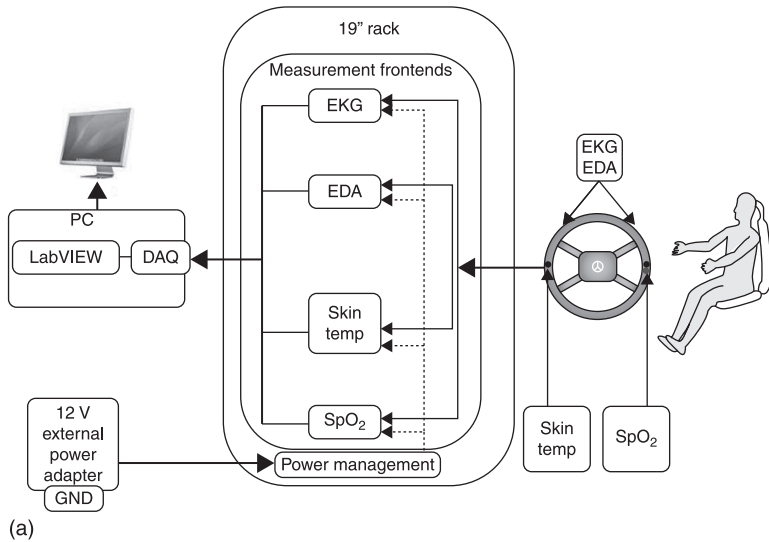 19” rack
Measurement frontends
EKG
EDA
Skin
temp
SpO₂
Power management
PC
LabVIEW
DAQ
12 V
external
power
adapter
GND
EKG
EDA
Skin
temp
SpO₂
(a)